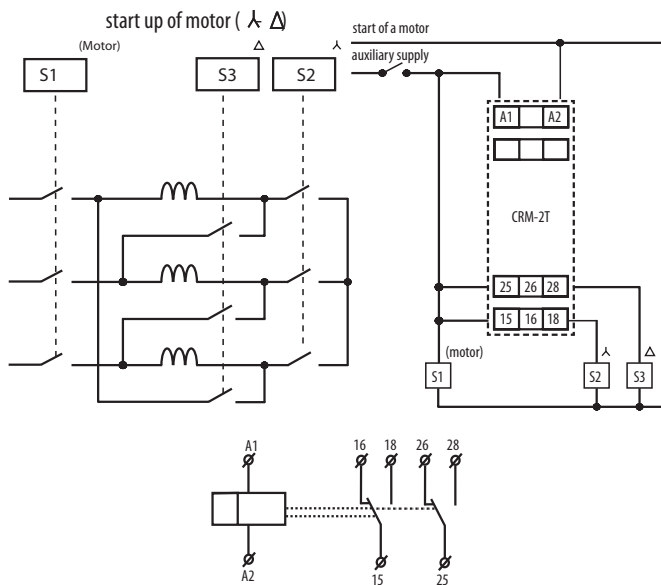 start up of motor ( ⅄ Δ)
(Motor)
Δ
⅄
S1
S3
S2
start of a motor
auxiliary supply
A1
A2
CRM-2T
25 26 28
15 16 18
(motor)
⅄
Δ
S1
S2
S3
A1
16
18
26
28
A2
15
25